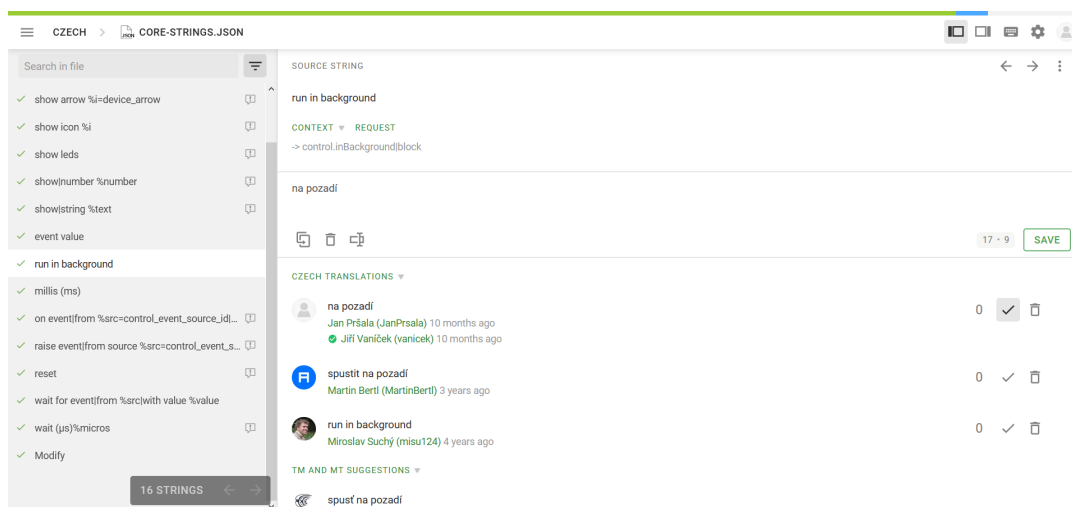 CZECH > CORE-STRINGS.JSON
Search in file
show arrow %i=device_arrow
show icon %i
show leds
show|number %number
show|string %text
event value
run in background
millis (ms)
on event|from %src=control_event_source_id|...
raise event|from source %src=control_event_s...
reset
wait for event|from %src|with value %value
wait (µs)%micros
Modify
16 STRINGS
SOURCE STRING
run in background
CONTEXT REQUEST
-> control.inBackground|block
na pozadí
17 • 9 SAVE
CZECH TRANSLATIONS
na pozadí 0
Jan Pršala (JanPrsala) 10 months ago
Jiří Vaníček (vanicek) 10 months ago
spustit na pozadí 0
Martin Bertl (MartinBertl) 3 years ago
run in background 0
Miroslav Suchý (misu124) 4 years ago
TM AND MT SUGGESTIONS
spusť na pozadí